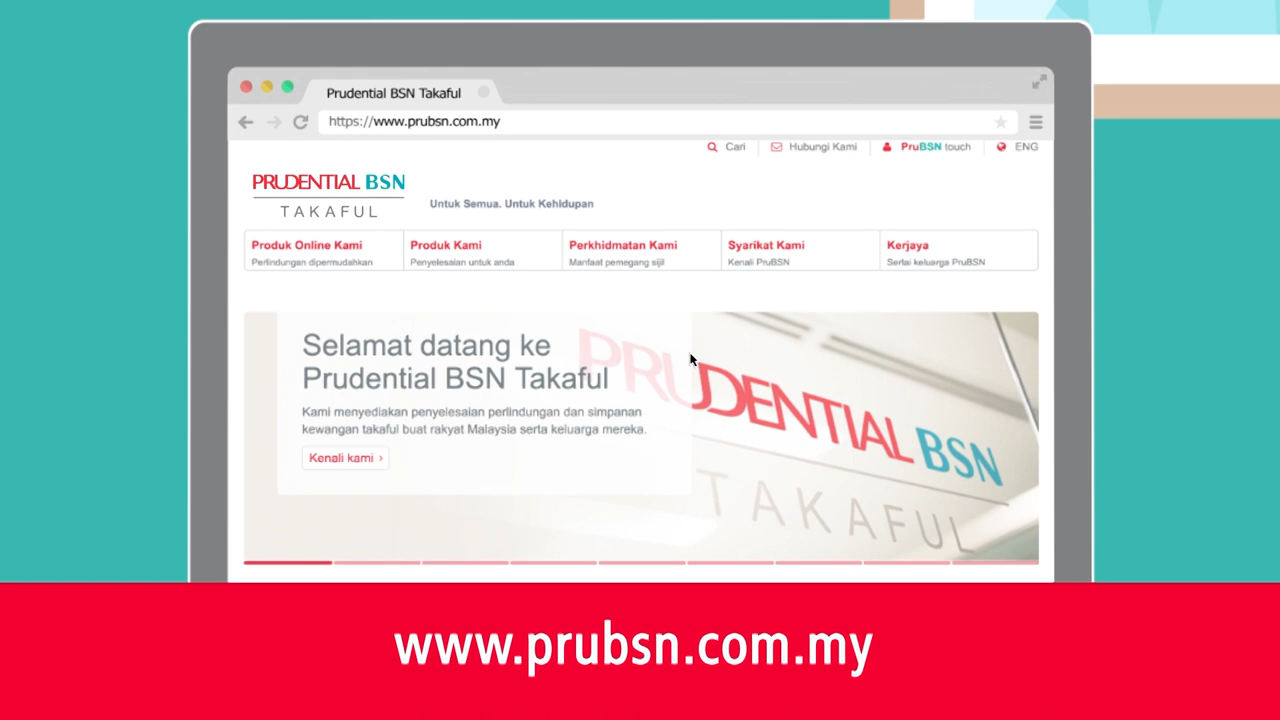 Prudential BSN Takaful
https://www.prubsn.com.my
Cari
Hubungi Kami
PruBSN touch
ENG
PRUDENTIAL BSN
TAKAFUL
Untuk Semua. Untuk Kehidupan
Produk Online Kami
Perlindungan dipermudahkan
Produk Kami
Penyelesaian untuk anda
Perkhidmatan Kami
Manfaat pemegang sijil
Syarikat Kami
Kenali PruBSN
Kerjaya
Sertai keluarga PruBSN
Selamat datang ke
Prudential BSN Takaful
Kami menyediakan penyelesaian perlindungan dan simpanan
kewangan takaful buat rakyat Malaysia serta keluarga mereka.
Kenali kami ›
PRUDENTIAL BSN
TAKAFUL
www.prubsn.com.my